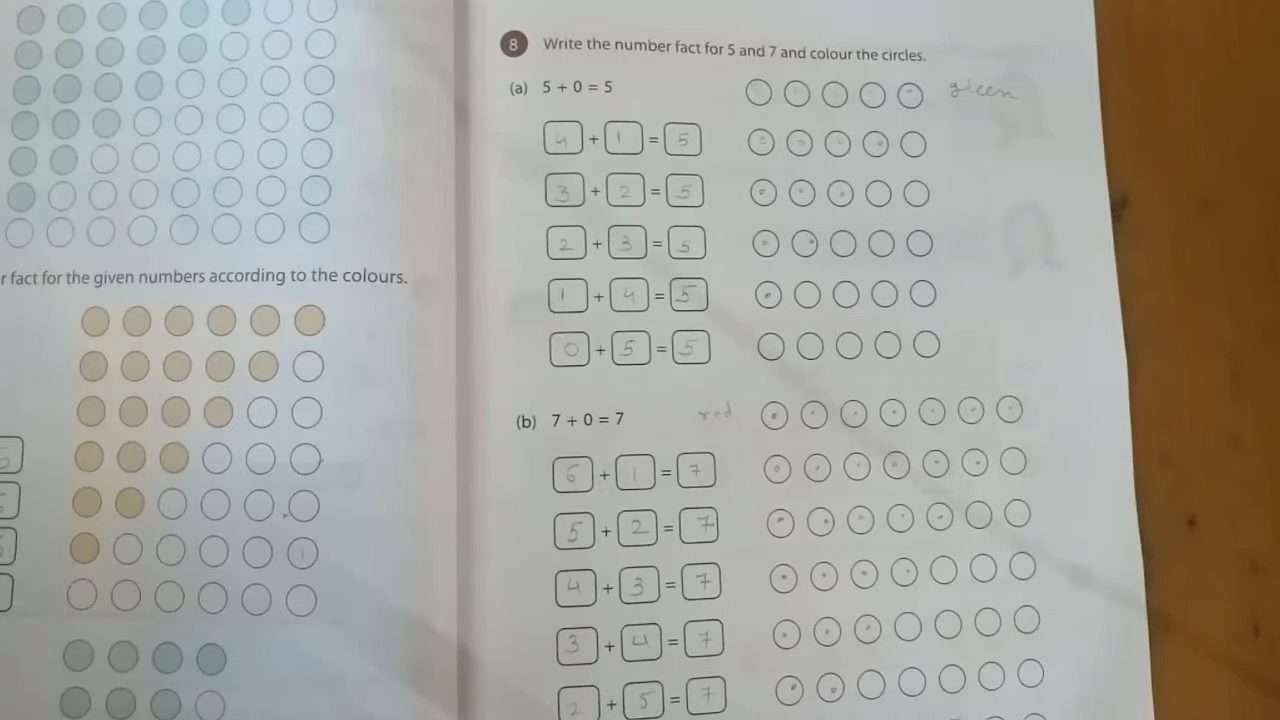 r fact for the given numbers according to the colours.
8 Write the number fact for 5 and 7 and colour the circles.
(a) 5 + 0 = 5 green
4 + 1 = 5
3 + 2 = 5
2 + 3 = 5
1 + 4 = 5
0 + 5 = 5
(b) 7 + 0 = 7 red
6 + 1 = 7
5 + 2 = 7
4 + 3 = 7
3 + 4 = 7
2 + 5 = 7